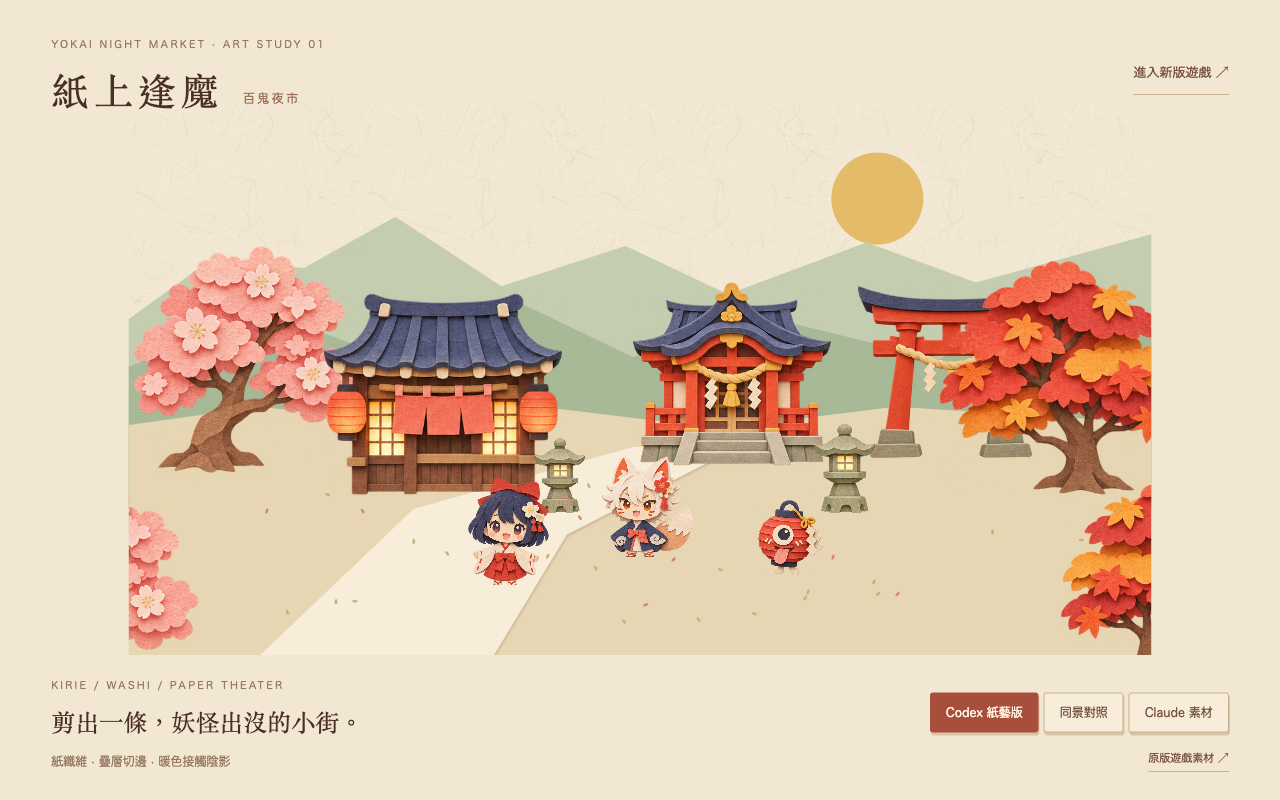 YOKAI NIGHT MARKET · ART STUDY 01
紙上逢魔 百鬼夜市
進入新版遊戲 ↗
KIRIE / WASHI / PAPER THEATER
剪出一條，妖怪出沒的小街。
紙纖維 · 疊層切邊 · 暖色接觸陰影
Codex 紙藝版
同景對照
Claude 素材
原版遊戲素材 ↗